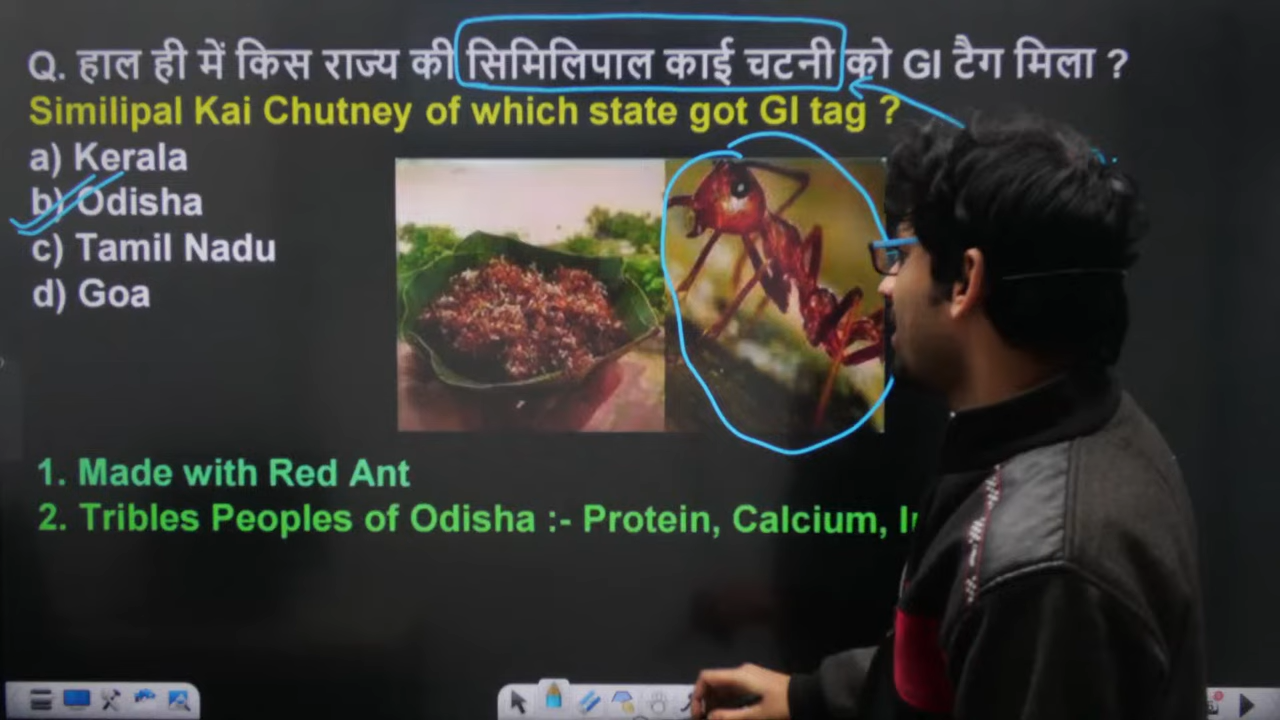 Q. हाल ही में किस राज्य की सिमिलिपाल काई चटनी को GI टैग मिला ?
Similipal Kai Chutney of which state got GI tag ?
a) Kerala
b) Odisha
c) Tamil Nadu
d) Goa
1. Made with Red Ant
2. Tribles Peoples of Odisha :- Protein, Calcium,